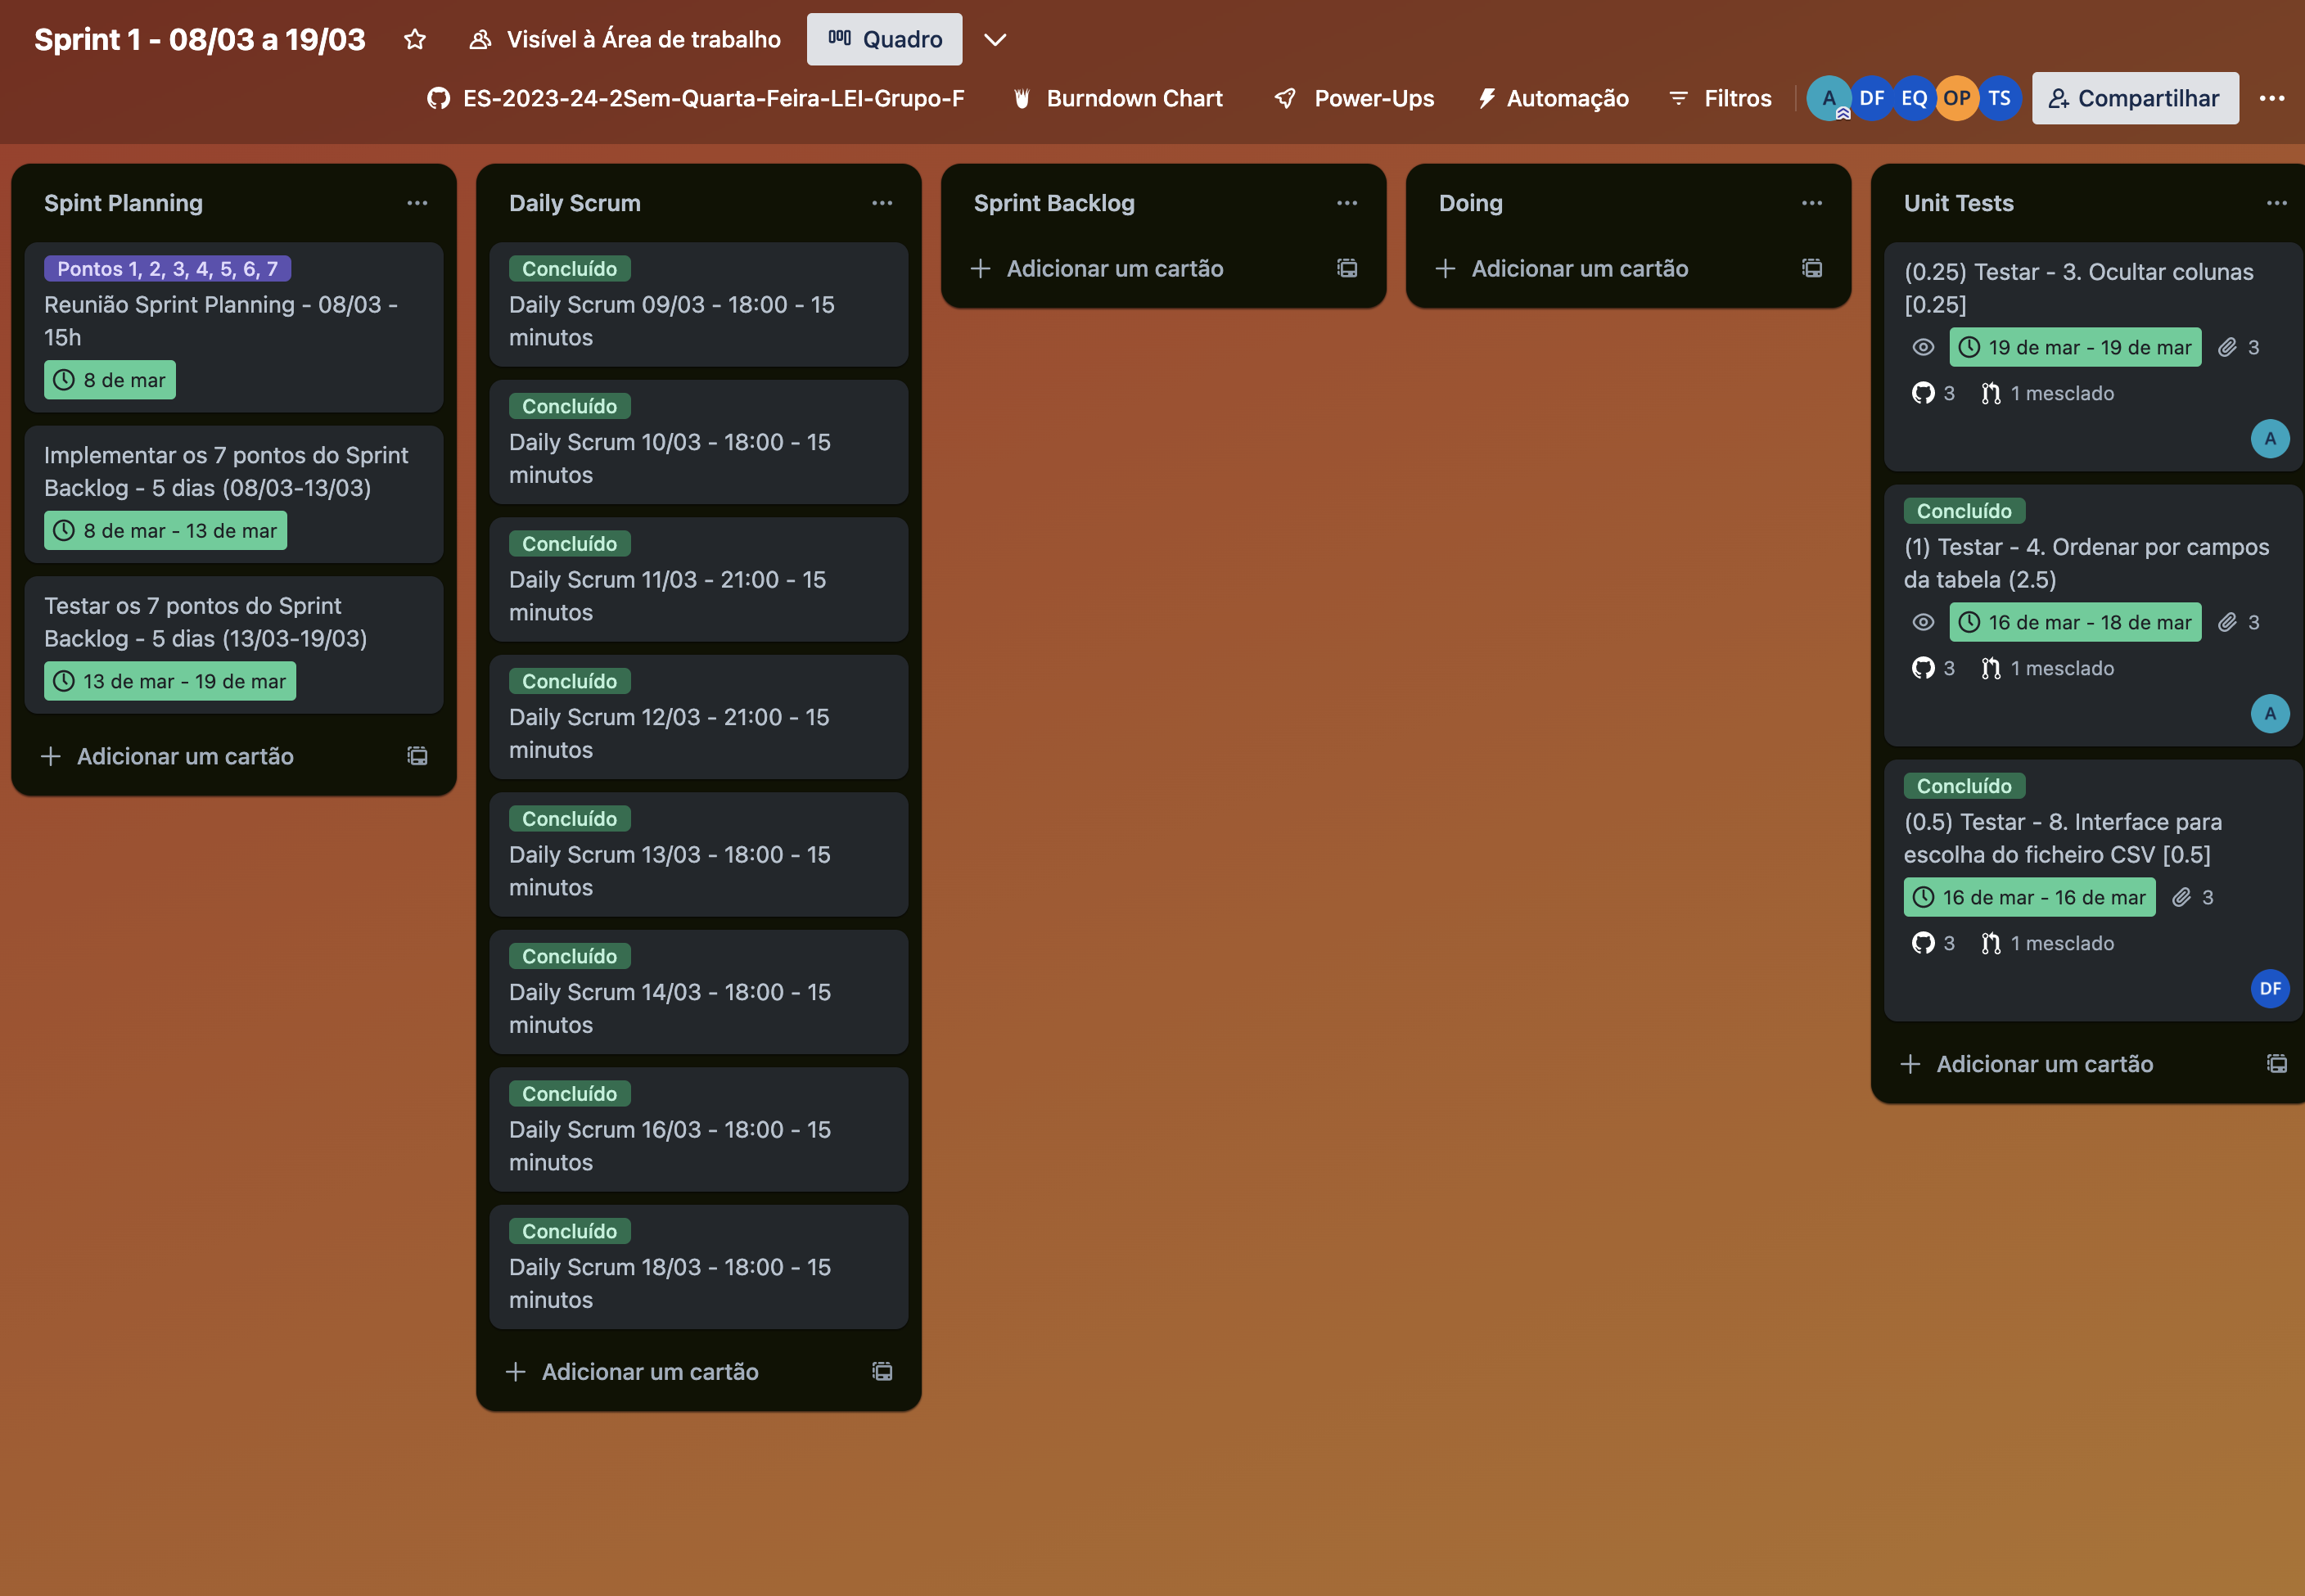 Sprint 1 - 08/03 a 19/03
Visível à Área de trabalho
Quadro
ES-2023-24-2Sem-Quarta-Feira-LEI-Grupo-F
Burndown Chart
Power-Ups
Automação
Filtros
A
DF
EQ
OP
TS
Compartilhar
Spint Planning
Pontos 1, 2, 3, 4, 5, 6, 7
Reunião Sprint Planning - 08/03 -
15h
8 de mar
Implementar os 7 pontos do Sprint
Backlog - 5 dias (08/03-13/03)
8 de mar - 13 de mar
Testar os 7 pontos do Sprint
Backlog - 5 dias (13/03-19/03)
13 de mar - 19 de mar
Adicionar um cartão
Daily Scrum
Concluído
Daily Scrum 09/03 - 18:00 - 15
minutos
Concluído
Daily Scrum 10/03 - 18:00 - 15
minutos
Concluído
Daily Scrum 11/03 - 21:00 - 15
minutos
Concluído
Daily Scrum 12/03 - 21:00 - 15
minutos
Concluído
Daily Scrum 13/03 - 18:00 - 15
minutos
Concluído
Daily Scrum 14/03 - 18:00 - 15
minutos
Concluído
Daily Scrum 16/03 - 18:00 - 15
minutos
Concluído
Daily Scrum 18/03 - 18:00 - 15
minutos
Adicionar um cartão
Sprint Backlog
Adicionar um cartão
Doing
Adicionar um cartão
Unit Tests
(0.25) Testar - 3. Ocultar colunas
[0.25]
19 de mar - 19 de mar
3
3
1 mesclado
A
Concluído
(1) Testar - 4. Ordenar por campos
da tabela (2.5)
16 de mar - 18 de mar
3
3
1 mesclado
A
Concluído
(0.5) Testar - 8. Interface para
escolha do ficheiro CSV [0.5]
16 de mar - 16 de mar
3
3
1 mesclado
DF
Adicionar um cartão